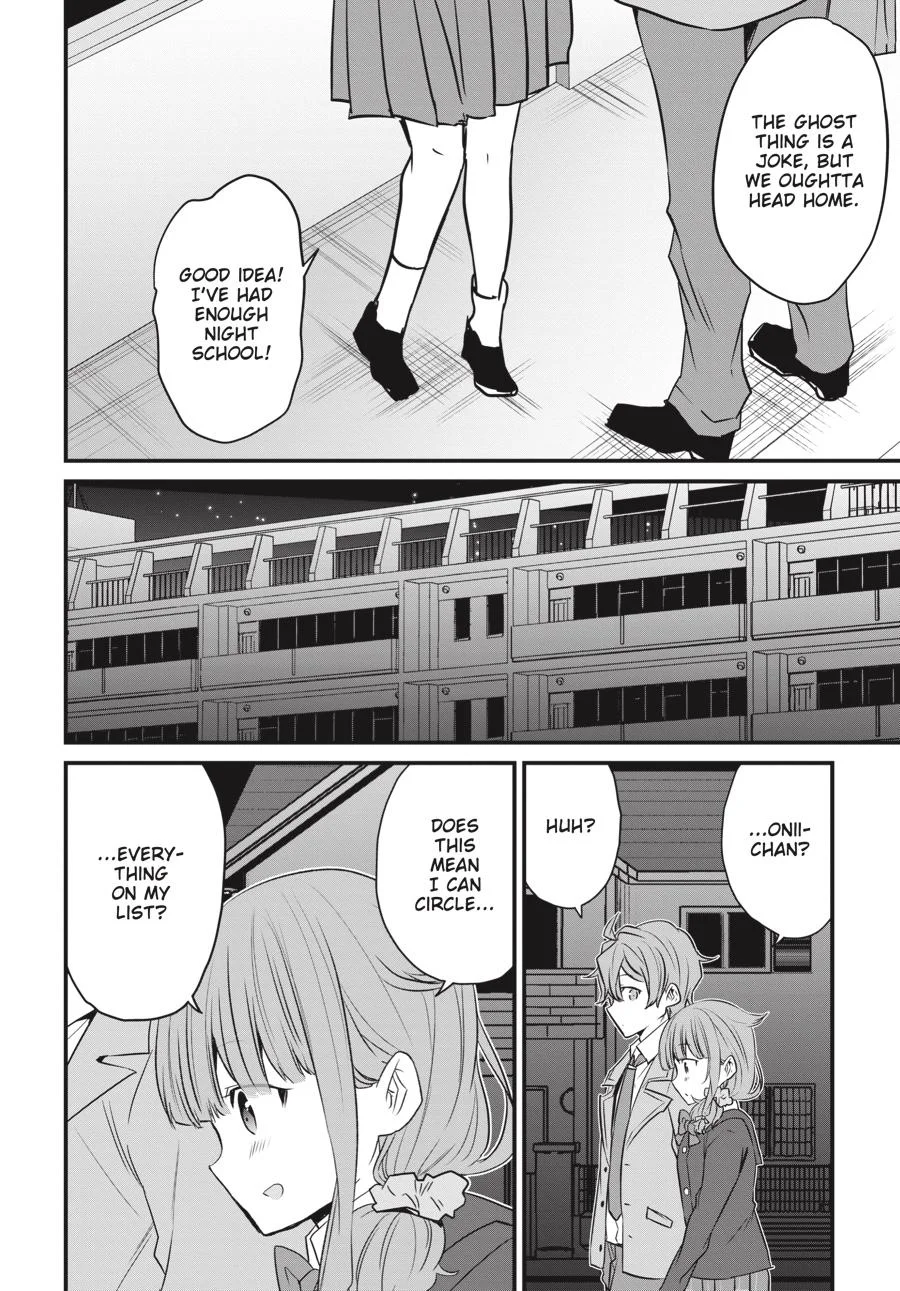 THE GHOST
THING IS A
JOKE, BUT
WE OUGHTTA
HEAD HOME.
GOOD IDEA!
I'VE HAD
ENOUGH
NIGHT
SCHOOL!
...ONII-
CHAN?
HUH?
DOES
THIS
MEAN
I CAN
CIRCLE...
...EVERY-
THING
ON MY
LIST?